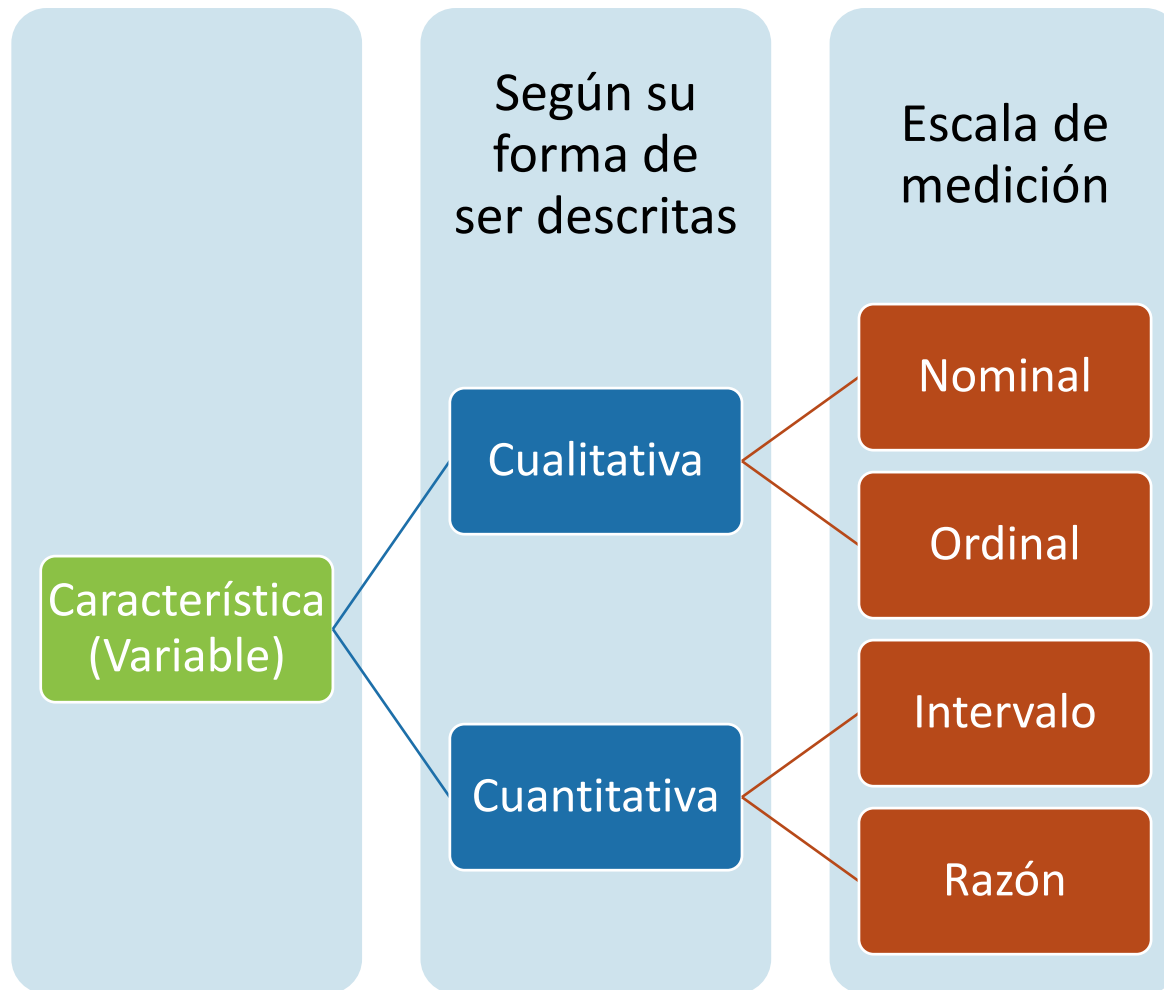 Según su
forma de
ser descritas
Escala de
medición
Característica
(Variable)
Cualitativa
Cuantitativa
Nominal
Ordinal
Intervalo
Razón